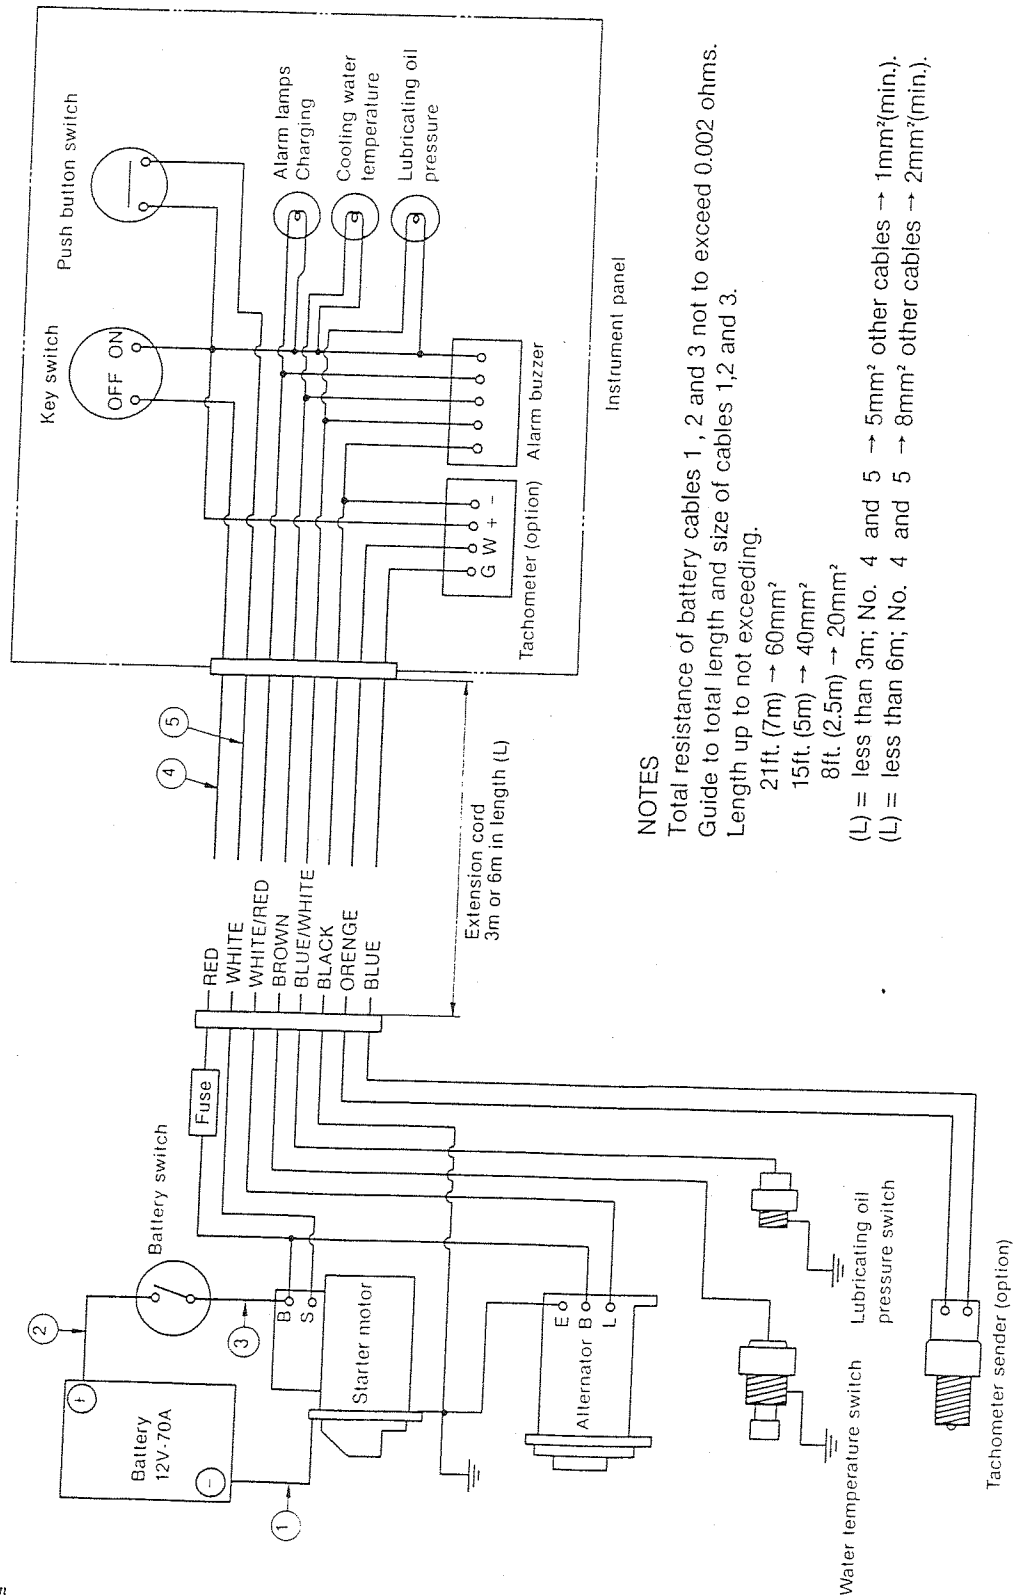 Push button switch
Key switch
OFF ON
Alarm lamps
Charging
Cooling water
temperature
Lubricating oil
pressure
Alarm buzzer
Tachometer (option)
G W + -
Instrument panel
4
5
Extension cord
3m or 6m in length (L)
RED
WHITE
WHITE/RED
BROWN
BLUE/WHITE
BLACK
ORENGE
BLUE
Fuse
Battery switch
2
3
1
+
Battery
12V-70A
-
B
S
Starter motor
E
B
L
Alternator
Water temperature switch
Lubricating oil
pressure switch
Tachometer sender (option)
NOTES
Total resistance of battery cables 1, 2 and 3 not to exceed 0.002 ohms.
Guide to total length and size of cables 1,2 and 3.
Length up to not exceeding.
21ft. (7m) → 60mm²
15ft. (5m) → 40mm²
8ft. (2.5m) → 20mm²
(L) = less than 3m; No. 4 and 5 → 5mm² other cables → 1mm²(min.).
(L) = less than 6m; No. 4 and 5 → 8mm² other cables → 2mm²(min.).